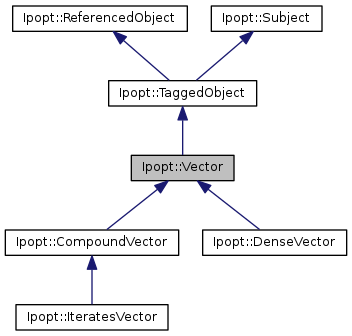 Ipopt::ReferencedObject
Ipopt::Subject
Ipopt::TaggedObject
Ipopt::Vector
Ipopt::CompoundVector
Ipopt::DenseVector
Ipopt::IteratesVector